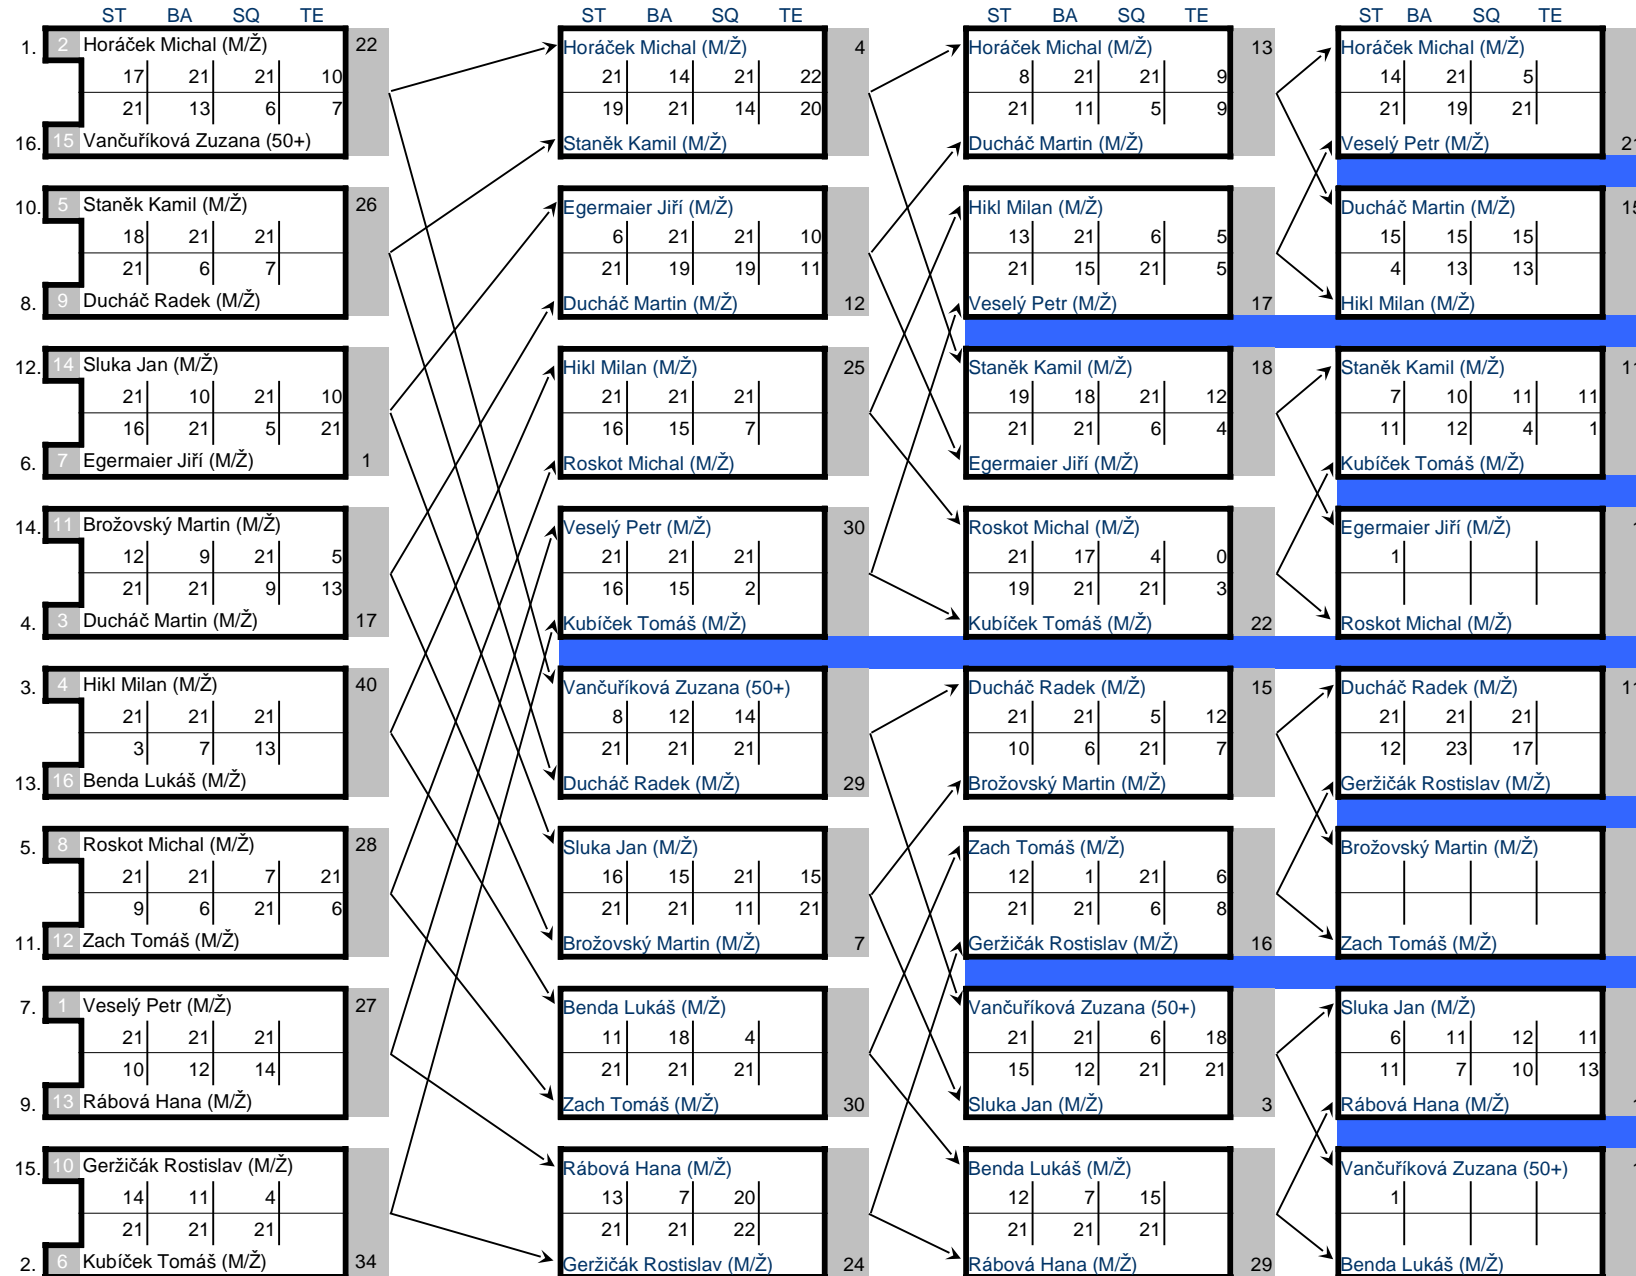 ST BA SQ TE ST BA SQ TE ST BA SQ TE ST BA SQ TE
1. 2 Horáček Michal (M/Ž) 22 Horáček Michal (M/Ž) 4 Horáček Michal (M/Ž) 13 Horáček Michal (M/Ž)
17 21 21 10 21 14 21 22 8 21 21 9 14 21 5
21 13 6 7 19 21 14 20 21 11 5 9 21 19 21
16. 15 Vančuříková Zuzana (50+) Staněk Kamil (M/Ž) Ducháč Martin (M/Ž) Veselý Petr (M/Ž) 21
10. 5 Staněk Kamil (M/Ž) 26 Egermaier Jiří (M/Ž) Hikl Milan (M/Ž) Ducháč Martin (M/Ž) 15
18 21 21 6 21 21 10 13 21 6 5 15 15 15
21 6 7 21 19 19 11 21 15 21 5 4 13 13
8. 9 Ducháč Radek (M/Ž) Ducháč Martin (M/Ž) 12 Veselý Petr (M/Ž) 17 Hikl Milan (M/Ž)
12. 14 Sluka Jan (M/Ž) Hikl Milan (M/Ž) 25 Staněk Kamil (M/Ž) 18 Staněk Kamil (M/Ž) 11
21 10 21 10 21 21 21 19 18 21 12 7 10 11 11
16 21 5 21 16 15 7 21 21 6 4 11 12 4 1
6. 7 Egermaier Jiří (M/Ž) 1 Roskot Michal (M/Ž) Egermaier Jiří (M/Ž) Kubíček Tomáš (M/Ž)
14. 11 Brožovský Martin (M/Ž) Veselý Petr (M/Ž) 30 Roskot Michal (M/Ž) Egermaier Jiří (M/Ž) 1
12 9 21 5 21 21 21 21 17 4 0 1
21 21 9 13 16 15 2 19 21 21 3
4. 3 Ducháč Martin (M/Ž) 17 Kubíček Tomáš (M/Ž) Kubíček Tomáš (M/Ž) 22 Roskot Michal (M/Ž)
3. 4 Hikl Milan (M/Ž) 40 Vančuříková Zuzana (50+) Ducháč Radek (M/Ž) 15 Ducháč Radek (M/Ž) 11
21 21 21 8 12 14 21 21 5 12 21 21 21
3 7 13 21 21 21 10 6 21 7 12 23 17
13. 16 Benda Lukáš (M/Ž) Ducháč Radek (M/Ž) 29 Brožovský Martin (M/Ž) Geržičák Rostislav (M/Ž)
5. 8 Roskot Michal (M/Ž) 28 Sluka Jan (M/Ž) Zach Tomáš (M/Ž) Brožovský Martin (M/Ž)
21 21 7 21 16 15 21 15 12 1 21 6
9 6 21 6 21 21 11 21 21 21 6 8
11. 12 Zach Tomáš (M/Ž) Brožovský Martin (M/Ž) 7 Geržičák Rostislav (M/Ž) 16 Zach Tomáš (M/Ž)
7. 1 Veselý Petr (M/Ž) 27 Benda Lukáš (M/Ž) Vančuříková Zuzana (50+) Sluka Jan (M/Ž)
21 21 21 11 18 4 21 21 6 18 6 11 12 11
10 12 14 21 21 21 15 12 21 21 11 7 10 13
9. 13 Rábová Hana (M/Ž) Zach Tomáš (M/Ž) 30 Sluka Jan (M/Ž) 3 Rábová Hana (M/Ž) 1
15. 10 Geržičák Rostislav (M/Ž) Rábová Hana (M/Ž) Benda Lukáš (M/Ž) Vančuříková Zuzana (50+) 1
14 11 4 13 7 20 12 7 15 1
21 21 21 21 21 22 21 21 21
2. 6 Kubíček Tomáš (M/Ž) 34 Geržičák Rostislav (M/Ž) 24 Rábová Hana (M/Ž) 29 Benda Lukáš (M/Ž)